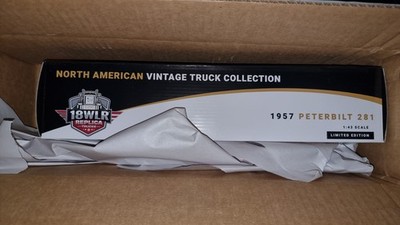 NORTH AMERICAN VINTAGE TRUCK COLLECTION
18WLR
REPLICA
1957 PETERBILT 281
1:43 SCALE
LIMITED EDITION